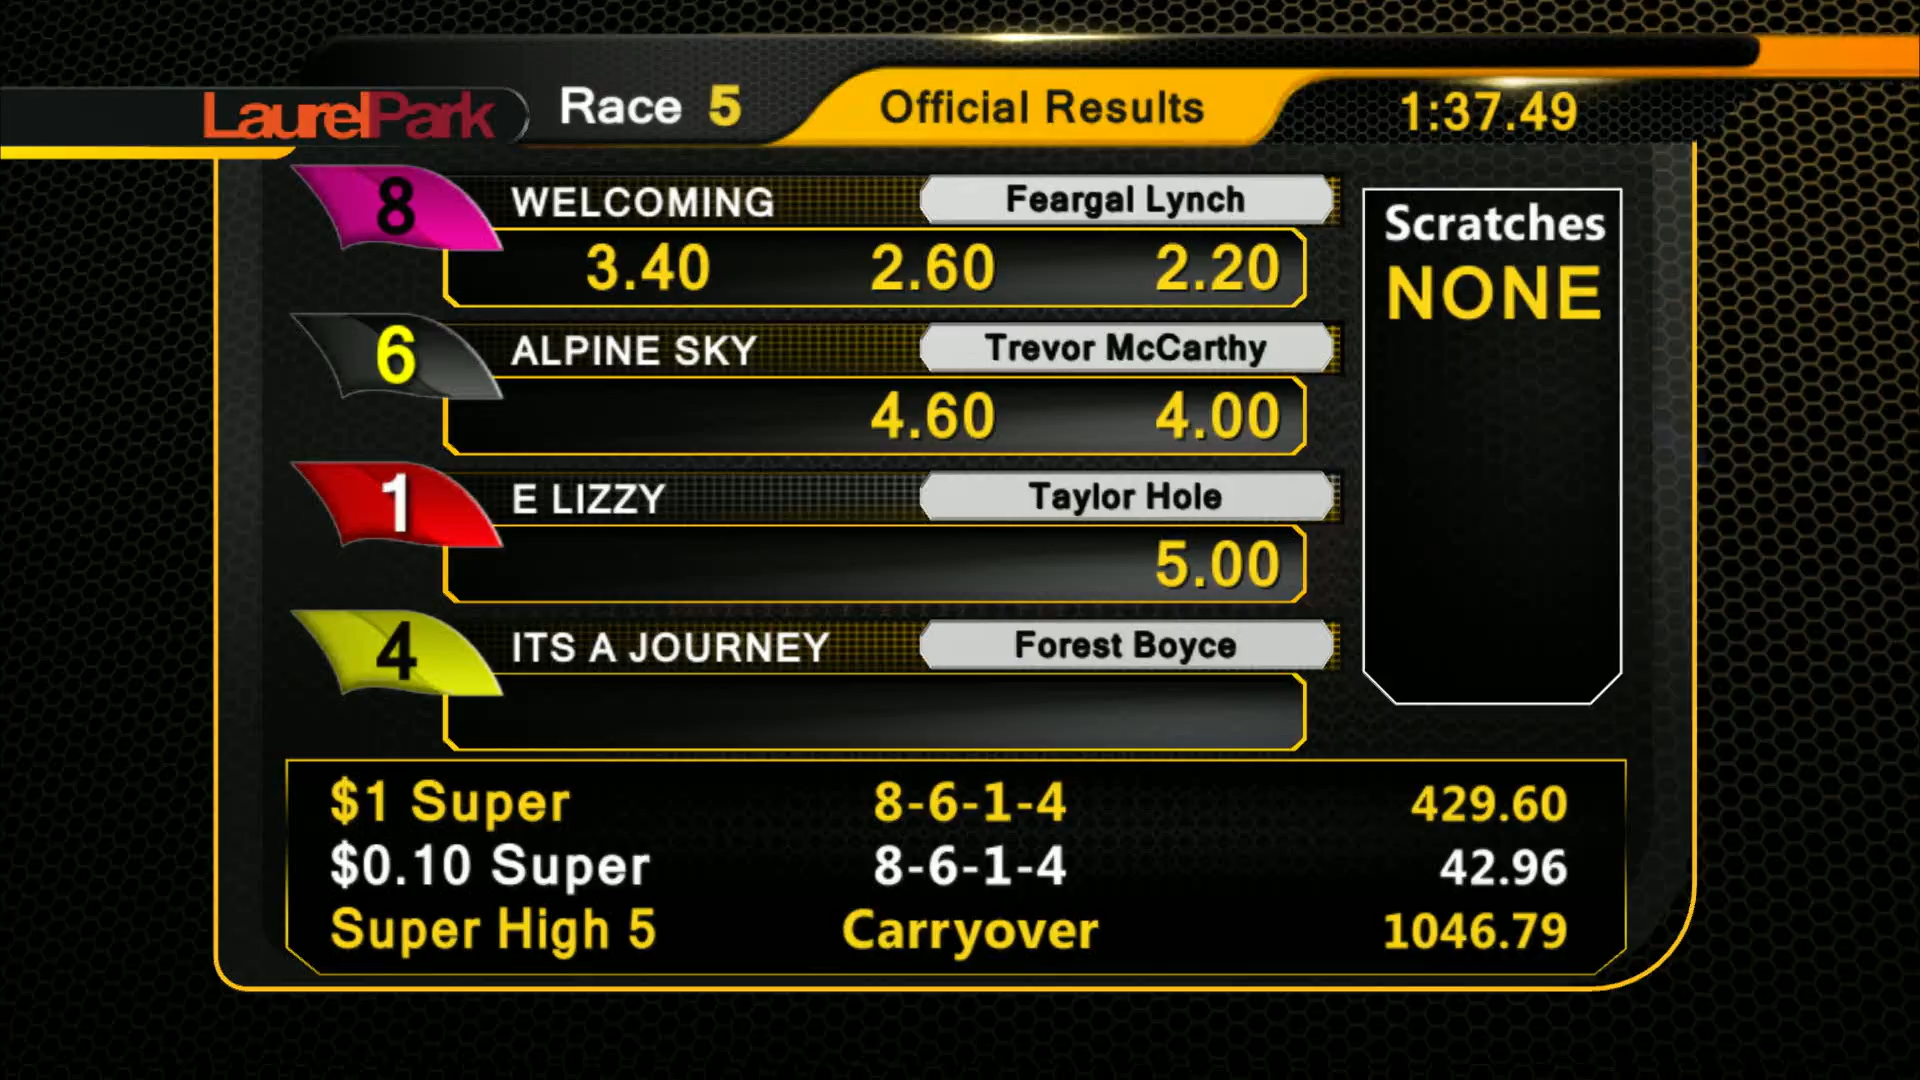 LaurelPark Race 5 Official Results 1:37.49
8 WELCOMING Feargal Lynch
3.40 2.60 2.20
6 ALPINE SKY Trevor McCarthy
4.60 4.00
1 E LIZZY Taylor Hole
5.00
4 ITS A JOURNEY Forest Boyce
Scratches
NONE
$1 Super 8-6-1-4 429.60
$0.10 Super 8-6-1-4 42.96
Super High 5 Carryover 1046.79